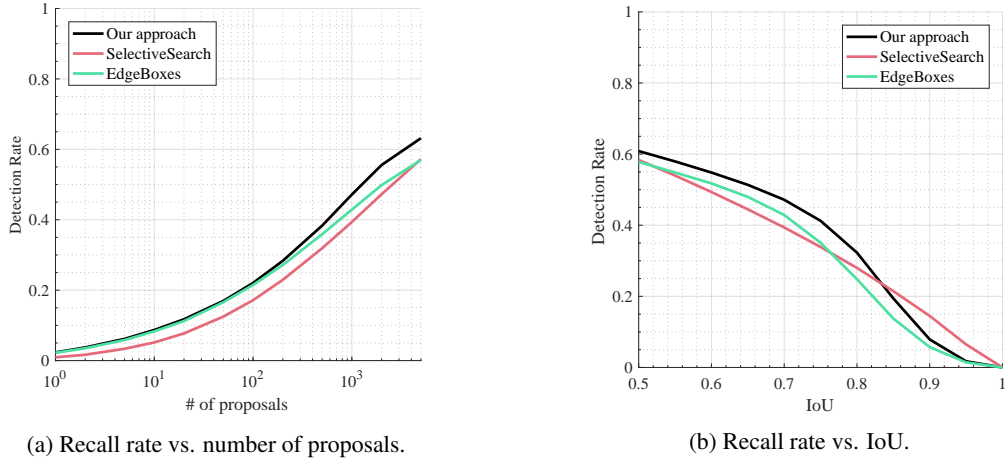 1
0.8
0.6
0.4
0.2
0
Detection Rate
Our approach
SelectiveSearch
EdgeBoxes
10^0 10^1 10^2 10^3
# of proposals
(a) Recall rate vs. number of proposals.
1
0.8
0.6
0.4
0.2
0
Detection Rate
Our approach
SelectiveSearch
EdgeBoxes
0.5 0.6 0.7 0.8 0.9 1
IoU
(b) Recall rate vs. IoU.